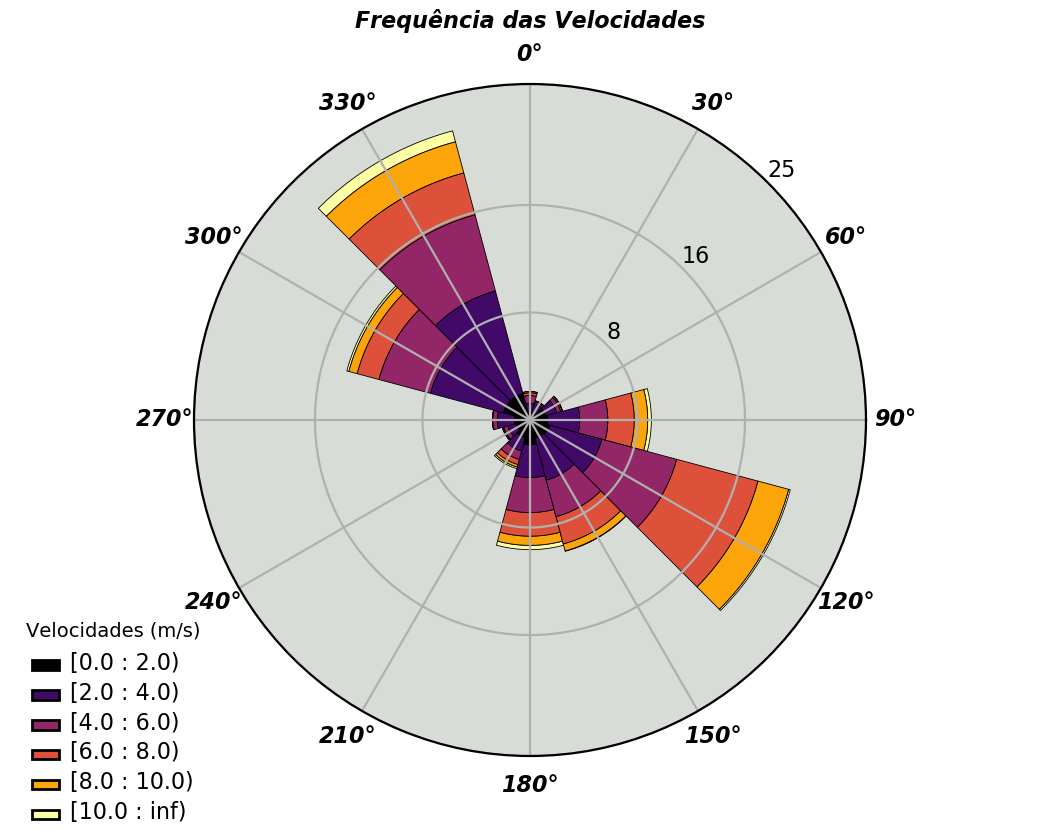 Frequência das Velocidades
0°
330°
30°
25
300°
60°
16
8
270°
90°
240°
120°
210°
150°
180°
Velocidades (m/s)
[0.0 : 2.0)
[2.0 : 4.0)
[4.0 : 6.0)
[6.0 : 8.0)
[8.0 : 10.0)
[10.0 : inf)